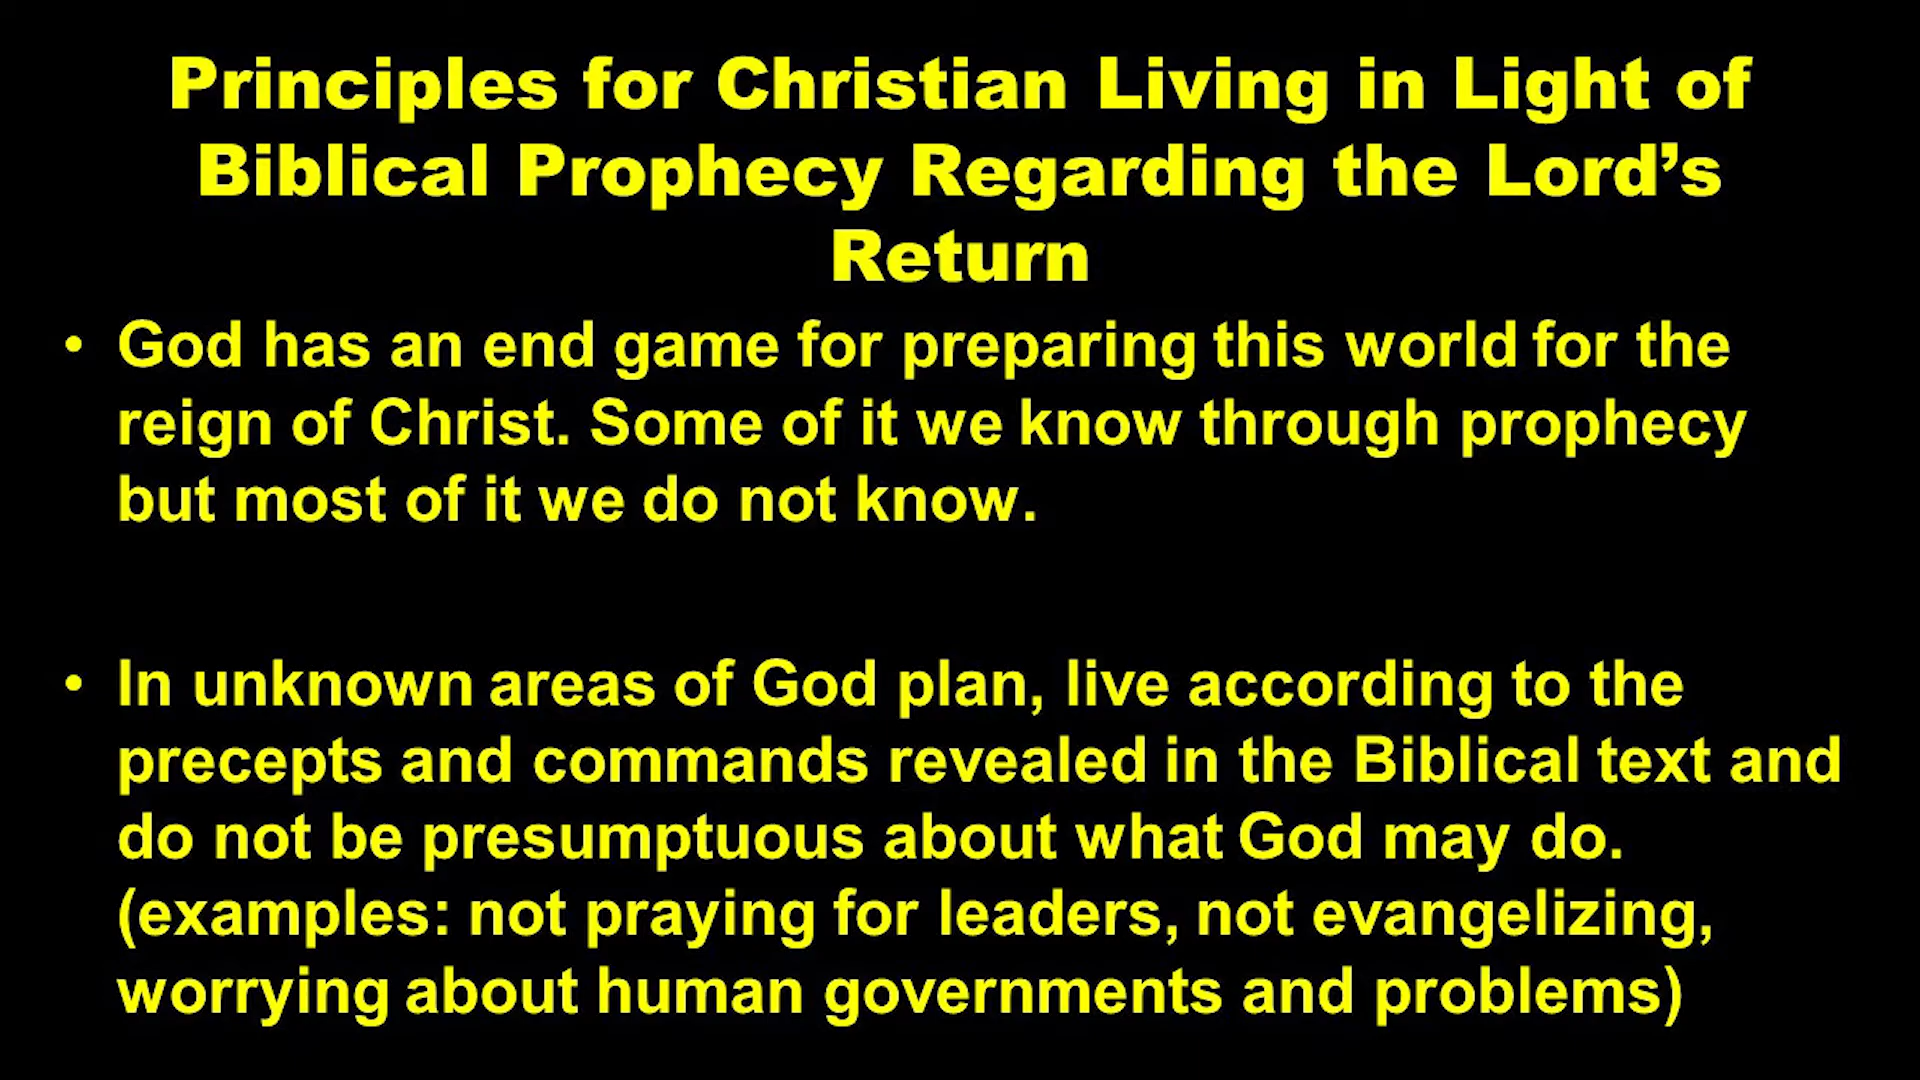 Principles for Christian Living in Light of
Biblical Prophecy Regarding the Lord’s
Return
• God has an end game for preparing this world for the
reign of Christ. Some of it we know through prophecy
but most of it we do not know.
• In unknown areas of God plan, live according to the
precepts and commands revealed in the Biblical text and
do not be presumptuous about what God may do.
(examples: not praying for leaders, not evangelizing,
worrying about human governments and problems)